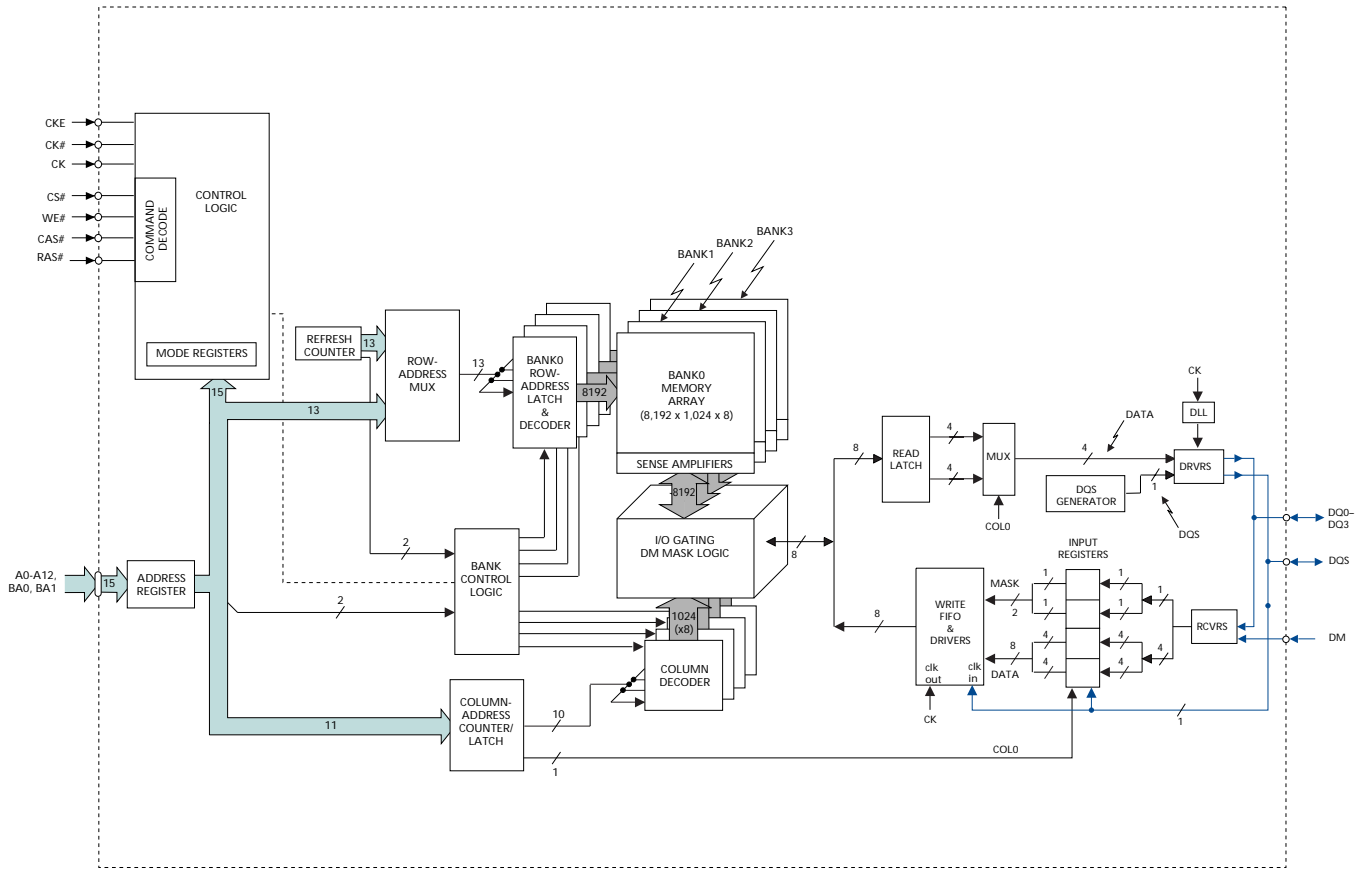 CKE
CK#
CK
CS#
WE#
CAS#
RAS#
COMMAND
DECODE
CONTROL
LOGIC
MODE REGISTERS
15
REFRESH
COUNTER
13
13
ROW-
ADDRESS
MUX
13
BANK0
ROW-
ADDRESS
LATCH
&
DECODER
8192
BANK1
BANK2
BANK3
BANK0
MEMORY
ARRAY
(8,192 x 1,024 x 8)
SENSE AMPLIFIERS
8192
I/O GATING
DM MASK LOGIC
1024
(x8)
COLUMN
DECODER
2
2
BANK
CONTROL
LOGIC
A0-A12,
BA0, BA1
15
ADDRESS
REGISTER
11
COLUMN-
ADDRESS
COUNTER/
LATCH
10
1
COL0
8
8
8
READ
LATCH
4
4
MUX
COL0
4
DATA
CK
DLL
DRVRS
DQS
GENERATOR
1
DQS
DQ0–
DQ3
DQS
DM
INPUT
REGISTERS
WRITE
FIFO
&
DRIVERS
clk
out
clk
in
CK
MASK
2
8
DATA
1
1
4
4
1
1
4
4
1
4
RCVRS
1